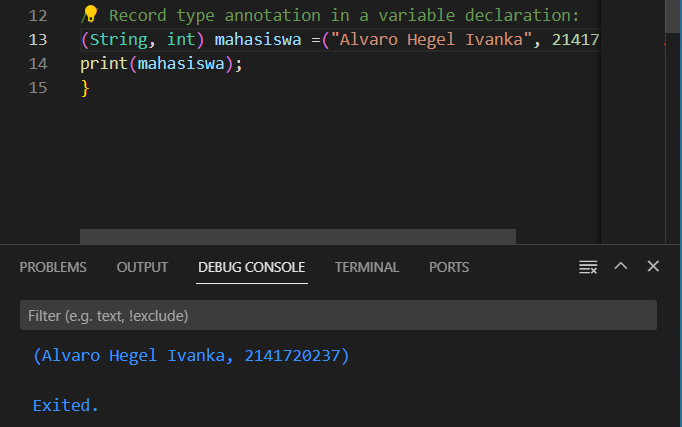 12 // Record type annotation in a variable declaration:
13 (String, int) mahasiswa =("Alvaro Hegel Ivanka", 21417
14 print(mahasiswa);
15 }
PROBLEMS OUTPUT DEBUG CONSOLE TERMINAL PORTS
Filter (e.g. text, !exclude)
(Alvaro Hegel Ivanka, 2141720237)
Exited.